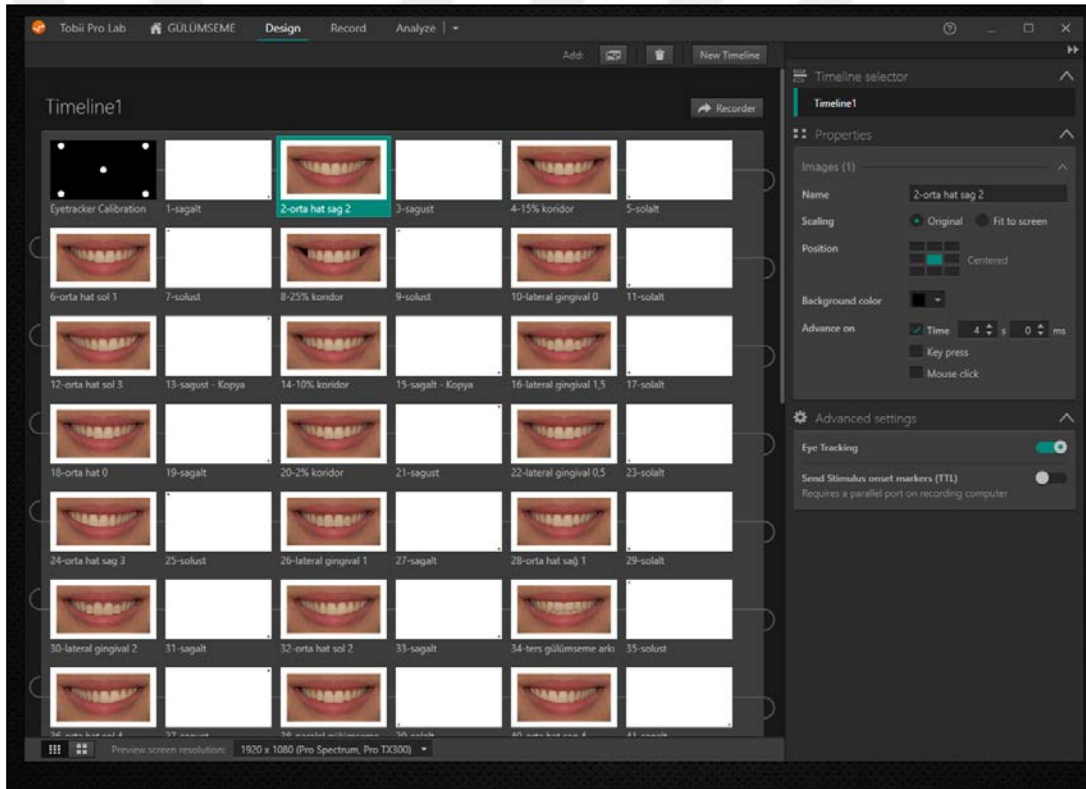 Tobii Pro Lab GÜLÜMSEME Design Record Analyze
Add: New Timeline
Timeline1
Recorder
Eyetracker Calibration 1-sagalt 2-orta hat sag 2 3-sagust 4-15% koridor 5-solalt
6-orta hat sol 1 7-solust 8-25% koridor 9-solust 10-lateral gingival 0 11-solalt
12-orta hat sol 3 13-sagust - Kopya 14-10% koridor 15-sagalt - Kopya 16-lateral gingival 1,5 17-solalt
18-orta hat 0 19-sagalt 20-2% koridor 21-sagust 22-lateral gingival 0,5 23-solalt
24-orta hat sag 3 25-solust 26-lateral gingival 1 27-sagalt 28-orta hat sağ 1 29-solalt
30-lateral gingival 2 31-sagalt 32-orta hat sol 2 33-sagalt 34-ters gülümseme arkı 35-solust
Preview screen resolution: 1920 x 1080 (Pro Spectrum, Pro TX300)
Timeline selector
Timeline1
Properties
Images (1)
Name 2-orta hat sag 2
Scaling Original Fit to screen
Position Centered
Background color
Advance on Time 4 s 0 ms
Key press
Mouse click
Advanced settings
Eye Tracking
Send Stimulus onset markers (TTL)
Requires a parallel port on recording computer